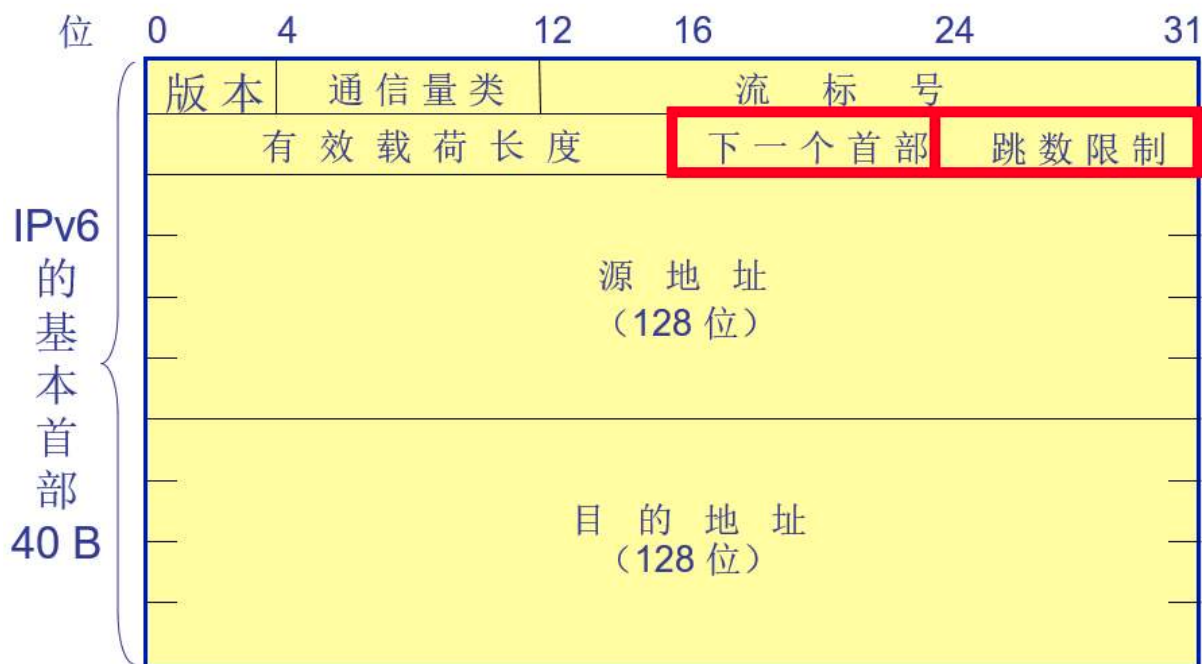 位 0 4 12 16 24 31
版本 通信量类 流标号
有效载荷长度 下一个首部 跳数限制
IPv6
的
基
本
首
部
40 B
源地址
（128 位）
目的地址
（128 位）